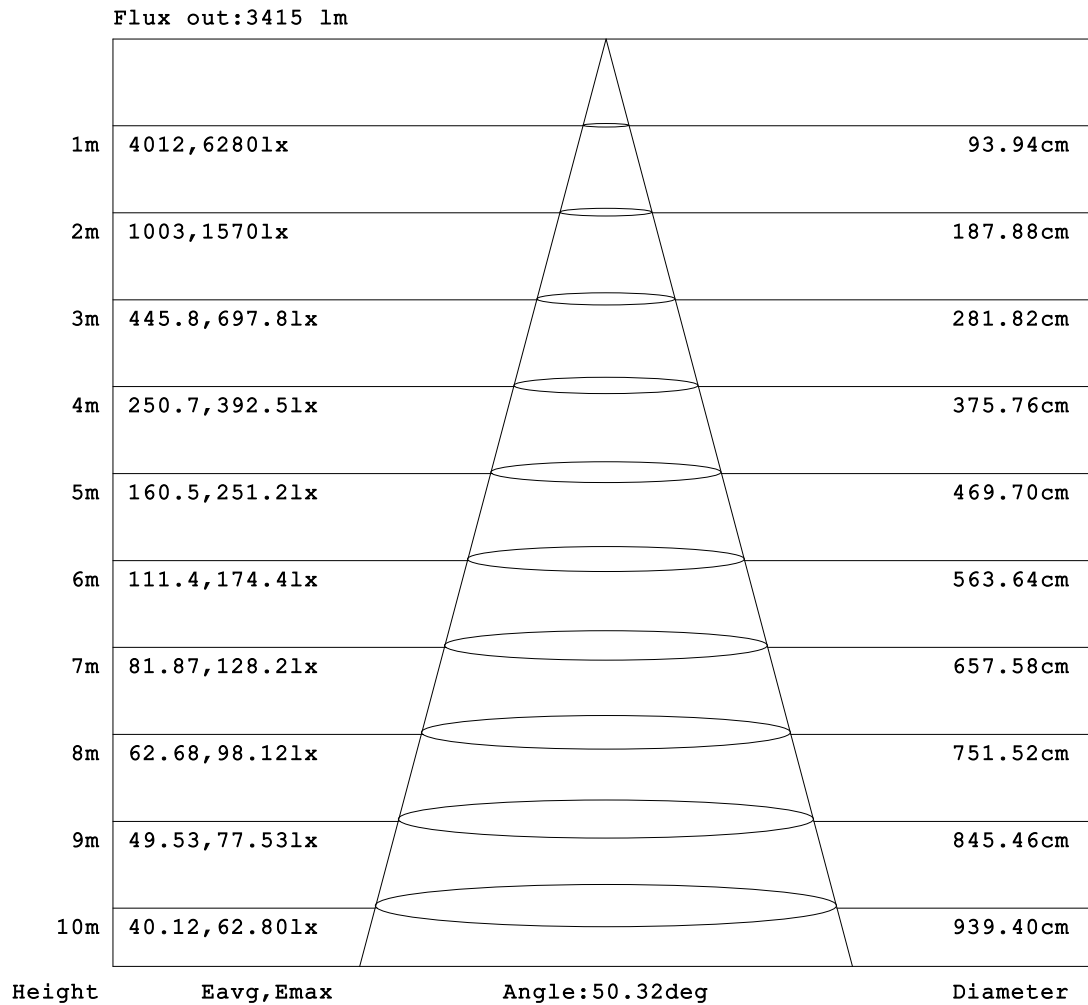 Flux out:3415 lm
1m 4012,6280lx 93.94cm
2m 1003,1570lx 187.88cm
3m 445.8,697.8lx 281.82cm
4m 250.7,392.5lx 375.76cm
5m 160.5,251.2lx 469.70cm
6m 111.4,174.4lx 563.64cm
7m 81.87,128.2lx 657.58cm
8m 62.68,98.12lx 751.52cm
9m 49.53,77.53lx 845.46cm
10m 40.12,62.80lx 939.40cm
Height Eavg,Emax Angle:50.32deg Diameter